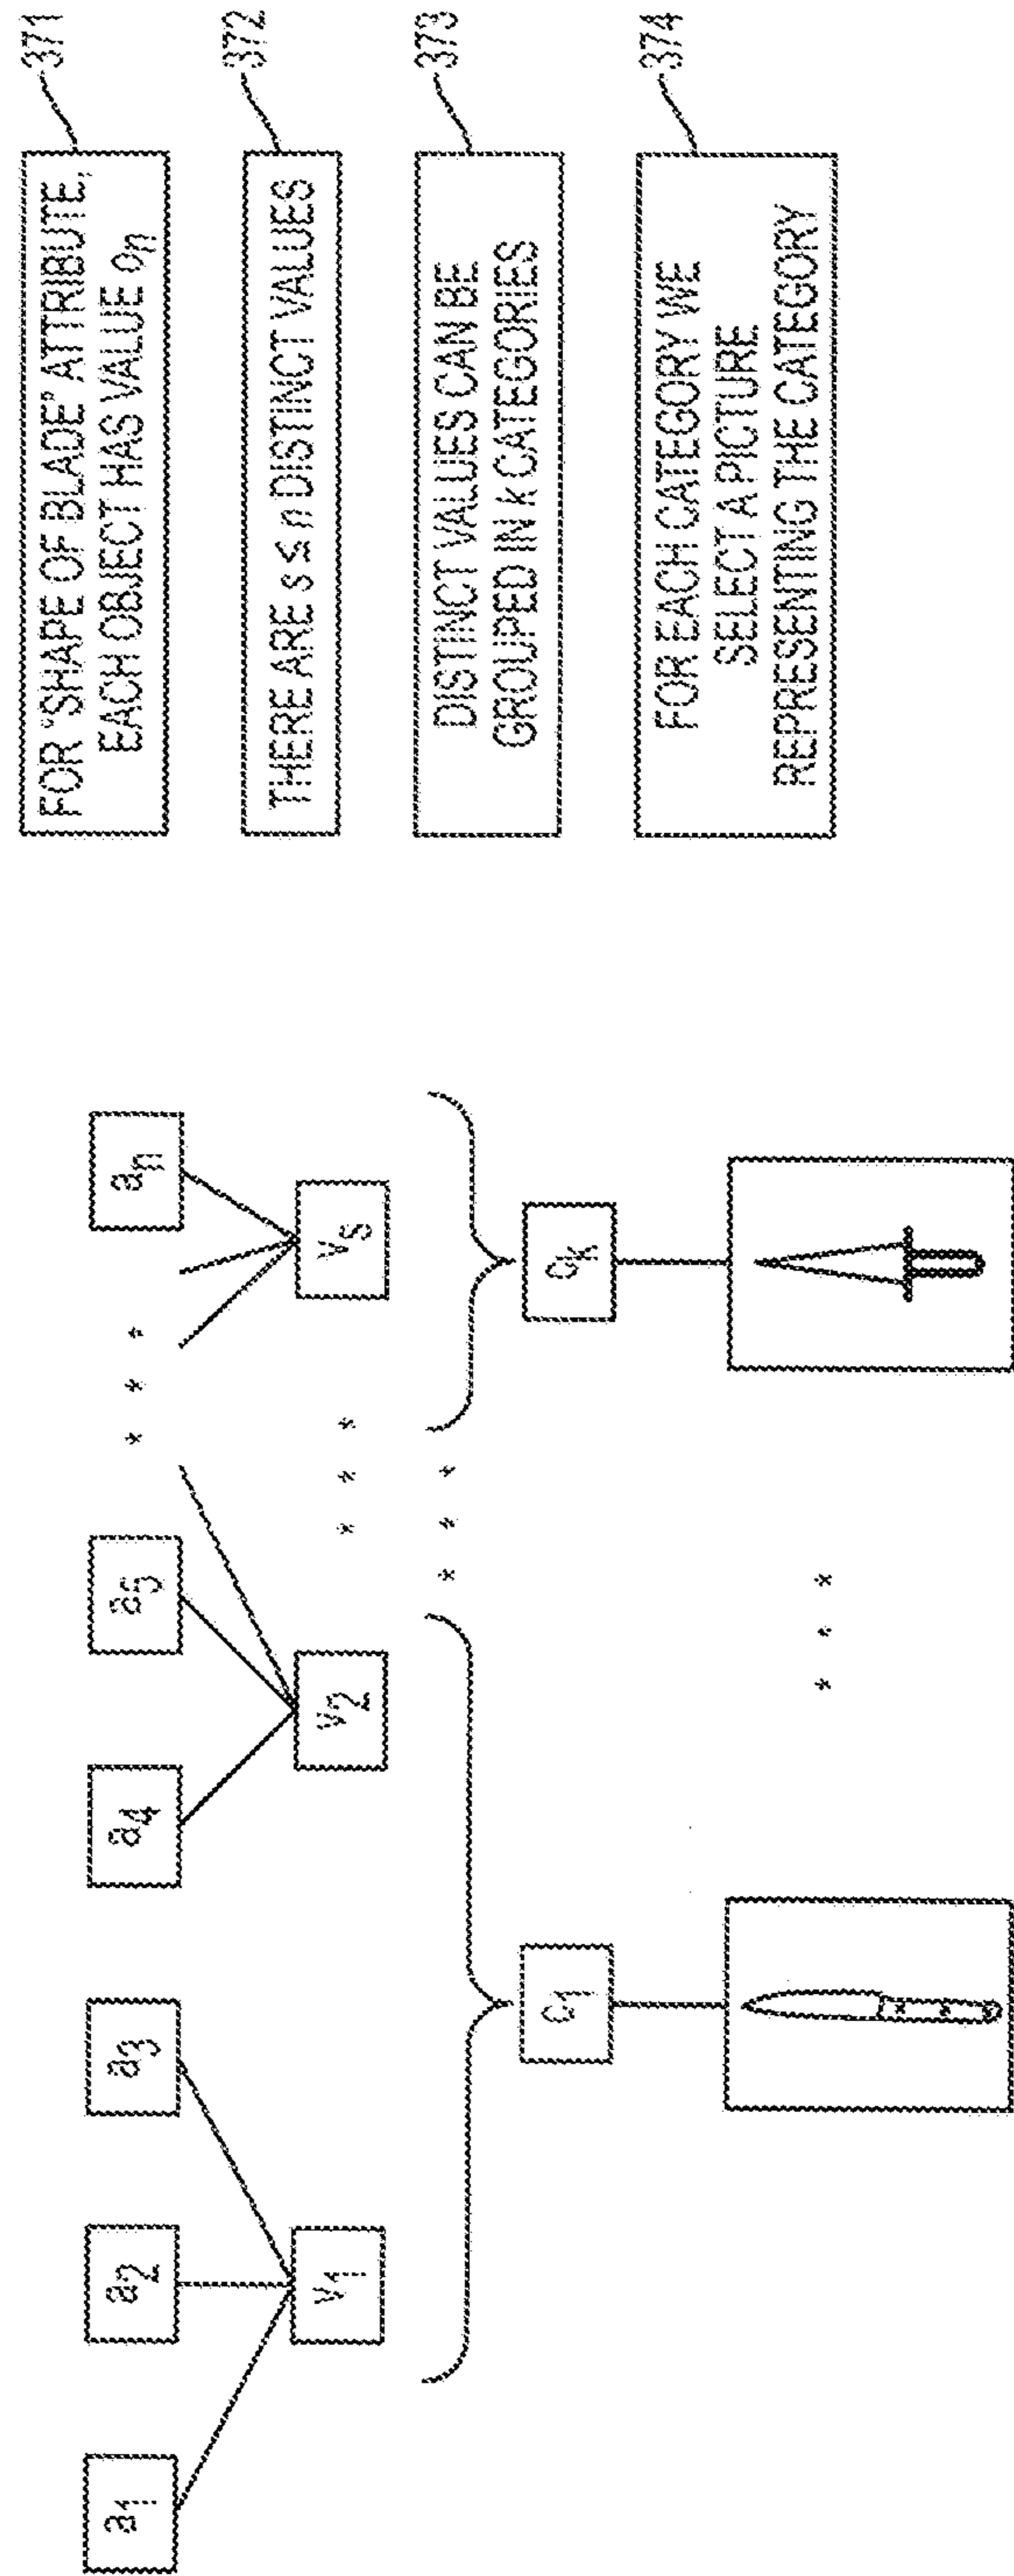 a1 a2 a3 a4 a5 * * * an
v1 v2 * * * vs
* * *
c1 ck
* * *
FOR "SHAPE OF BLADE" ATTRIBUTE,
EACH OBJECT HAS VALUE on
371
THERE ARE s ≤ n DISTINCT VALUES
372
DISTINCT VALUES CAN BE
GROUPED IN k CATEGORIES
373
FOR EACH CATEGORY WE
SELECT A PICTURE
REPRESENTING THE CATEGORY
374